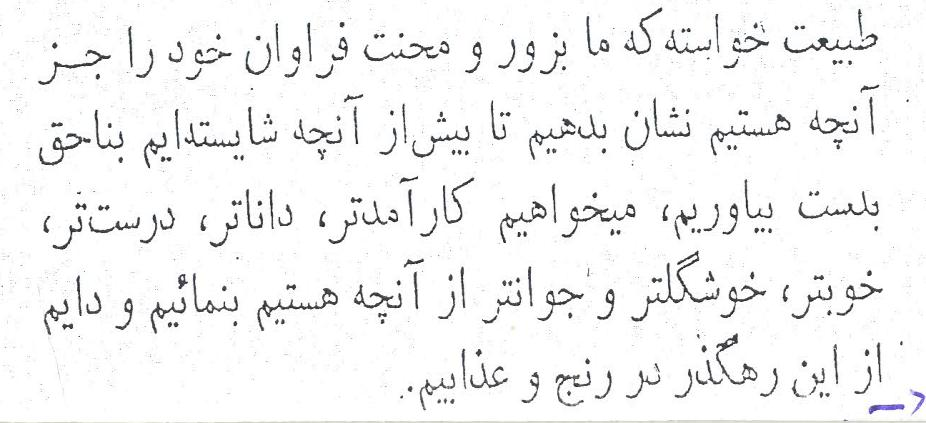 طبیعت خواسته که ما بزور و محنت فراوان خود را جـز
آنچه هستیم نشان بدهیم تا بیش‌از آنچه شایسته‌ایم بناحق
بدست بیاوریم، میخواهیم کارآمدتر، داناتر، درست‌تر،
خوبتر، خوشگلتر و جوانتر از آنچه هستیم بنمائیم و دایم
از این رهگذر در رنج و عذابیم.